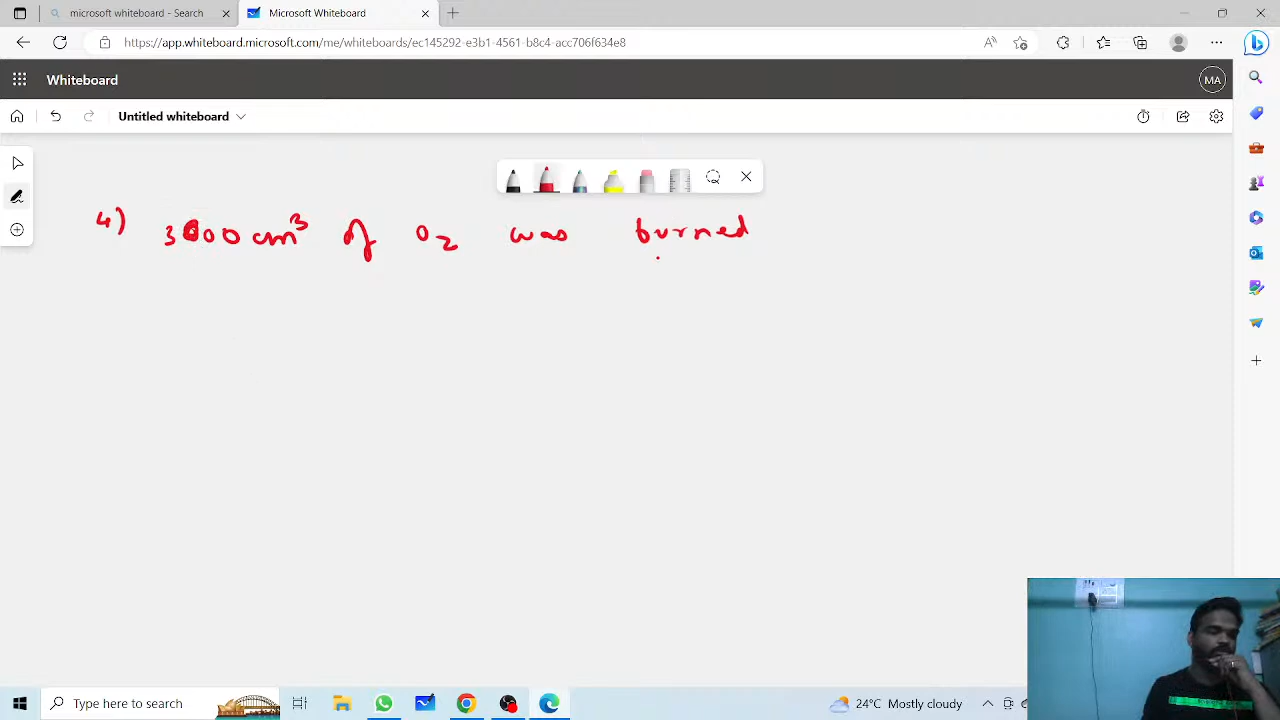 microsoft whiteboard - Search
Microsoft Whiteboard
https://app.whiteboard.microsoft.com/me/whiteboards/ec145292-e3b1-4561-b8c4-acc706f634e8
Whiteboard
MA
Untitled whiteboard
4) 3000 cm³ of O₂ was burned
Type here to search
24°C Mostly cloudy